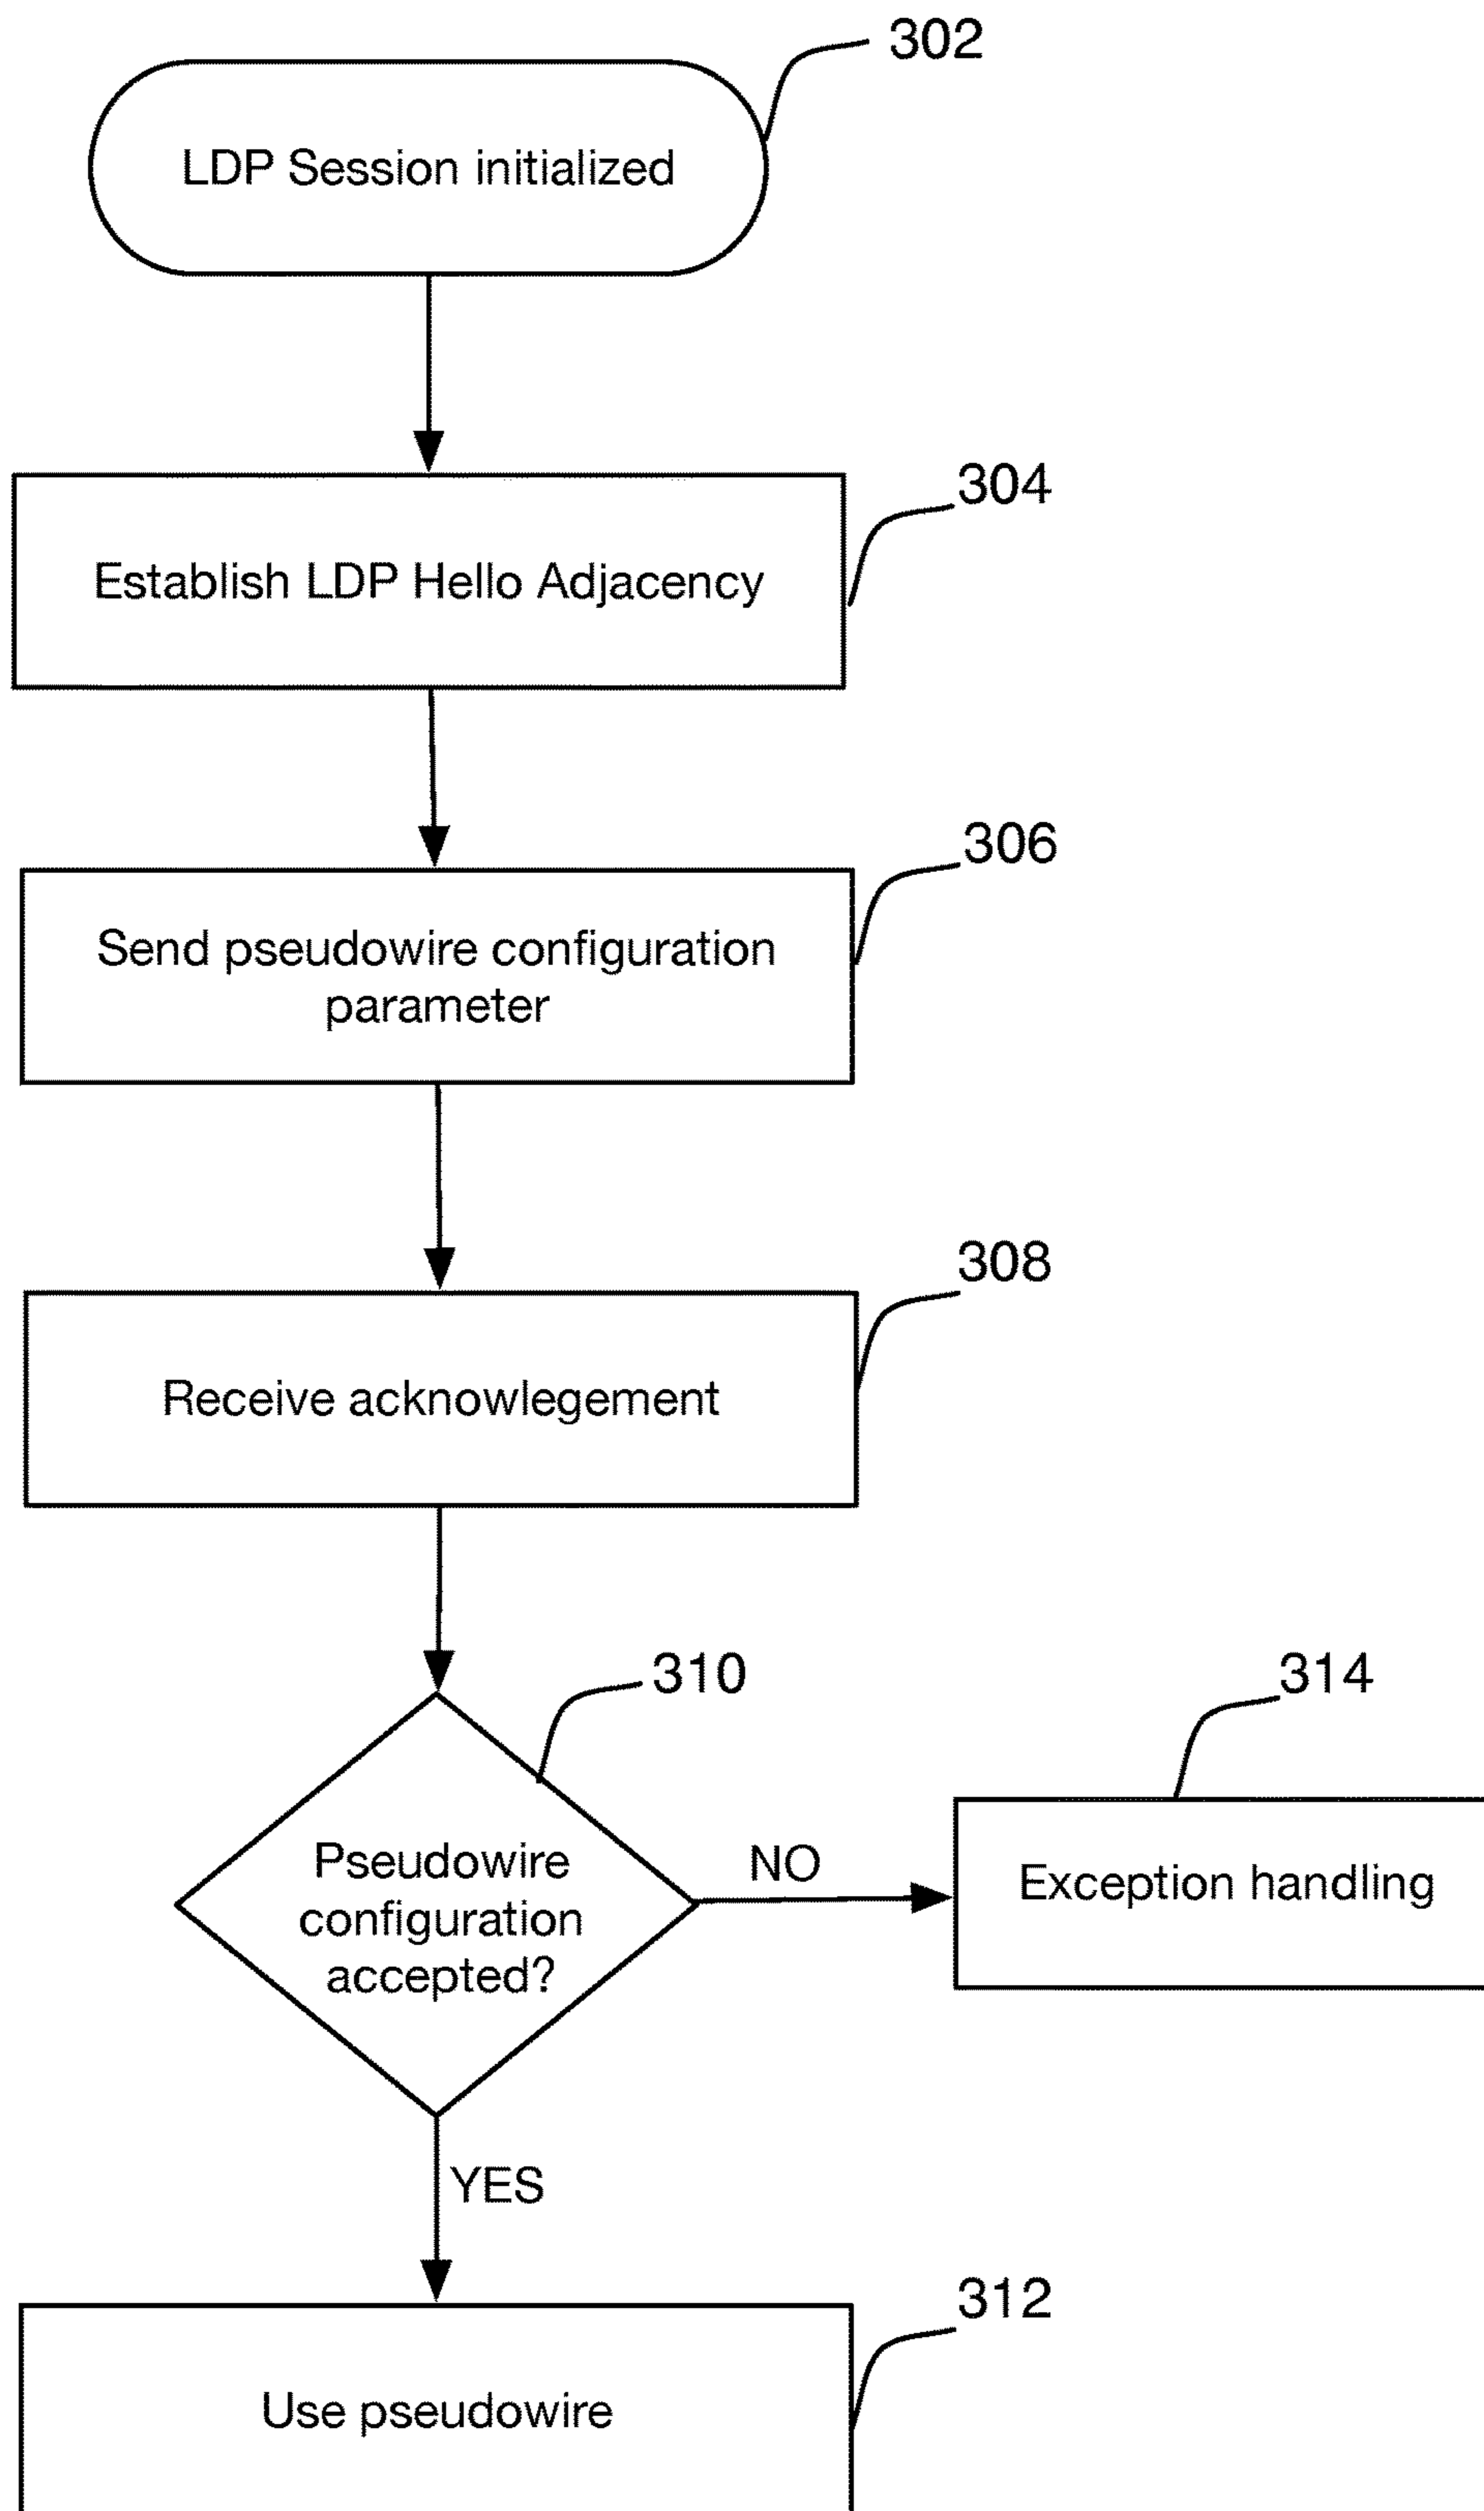 302
LDP Session initialized
304
Establish LDP Hello Adjacency
306
Send pseudowire configuration
parameter
308
Receive acknowlegement
310
314
Pseudowire
configuration
accepted?
NO
Exception handling
YES
312
Use pseudowire